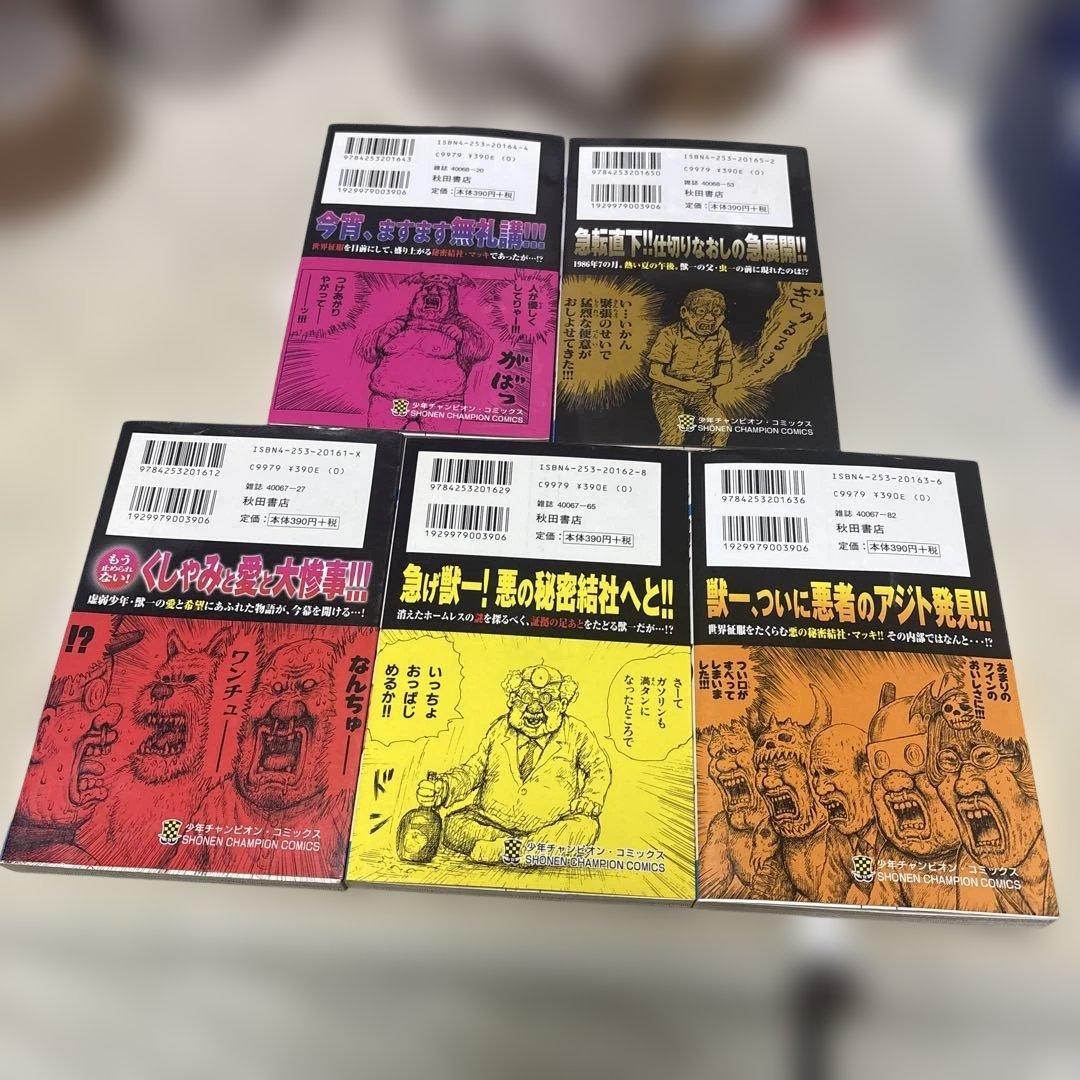 ISBN4-253-20164-4
C9979 ¥390E (0)
9784253201643
雑誌 40068-20
秋田書店
定価：本体390円+税
1929979003906
今宵、ますます無礼講!!!
世界征服を目前にして、盛り上がる秘密結社・マッキであったが…!?
人が優しく
してりゃー!!!
つけあがり
やがって
――ッ!!!
がばっ
少年チャンピオン・コミックス
SHONEN CHAMPION COMICS
ISBN4-253-20165-2
C9979 ¥390E (0)
9784253201650
雑誌 40068-53
秋田書店
定価：本体390円+税
1929979003906
急転直下!!仕切りなおしの急展開!!
1986年7の月。熱い夏の午後。獣一の父・虫一の前に現れたのは!?
い…いかん
緊張のせいで
猛烈な便意が
おしよせてきた!!!
少年チャンピオン・コミックス
SHONEN CHAMPION COMICS
ISBN4-253-20161-X
C9979 ¥390E (0)
9784253201612
雑誌 40067-27
秋田書店
定価：本体390円+税
1929979003906
もう
止められ
ない!
くしゃみと愛と大惨事!!!
虚弱少年・獣一の愛と希望にあふれた物語が、今幕を開ける…!
なんちゅ――
ワンチュ――
!?
少年チャンピオン・コミックス
SHONEN CHAMPION COMICS
ISBN4-253-20162-8
C9979 ¥390E (0)
9784253201629
雑誌 40067-65
秋田書店
定価：本体390円+税
1929979003906
急げ獣一!悪の秘密結社へと!!
消えたホームレスの謎を探るべく、証拠の足あとをたどる獣一だが…!?
さーて
ガソリンも
満タンに
なったところで
いっちょ
おっぱじ
めるか!!
ド
少年チャンピオン・コミックス
SHONEN CHAMPION COMICS
ISBN4-253-20163-6
C9979 ¥390E (0)
9784253201636
雑誌 40067-82
秋田書店
定価：本体390円+税
1929979003906
獣一、ついに悪者のアジト発見!!
世界征服をたくらむ悪の秘密結社・マッキ!! その内部ではなんと・・・!?
あまりの
ワインの
おいしさに!!!
つい口が
すべって
しまいま
した!!!
少年チャンピオン・コミックス
SHONEN CHAMPION COMICS